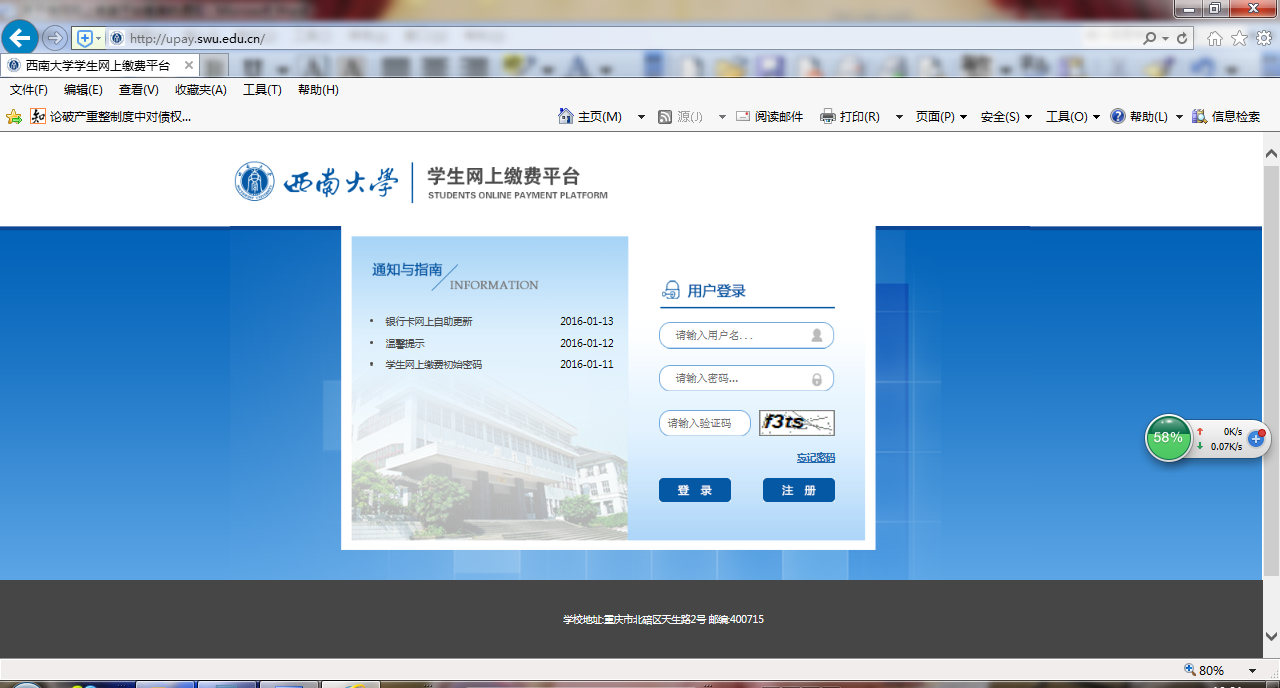 http://upay.swu.edu.cn/
西南大学学生网上缴费平台
文件(F) 编辑(E) 查看(V) 收藏夹(A) 工具(T) 帮助(H)
论破产重整制度中对债权... 主页(M) 源(J) 阅读邮件 打印(R) 页面(P) 安全(S) 工具(O) 帮助(L) 信息检索
西南大学 学生网上缴费平台
STUDENTS ONLINE PAYMENT PLATFORM
通知与指南
INFORMATION
• 银行卡网上自助更新 2016-01-13
• 温馨提示 2016-01-12
• 学生网上缴费初始密码 2016-01-11
用户登录
请输入用户名...
请输入密码...
请输入验证码 f3ts
忘记密码
登 录 注 册
58% 0K/s
0.07K/s
学校地址:重庆市北碚区天生路2号 邮编:400715
80%